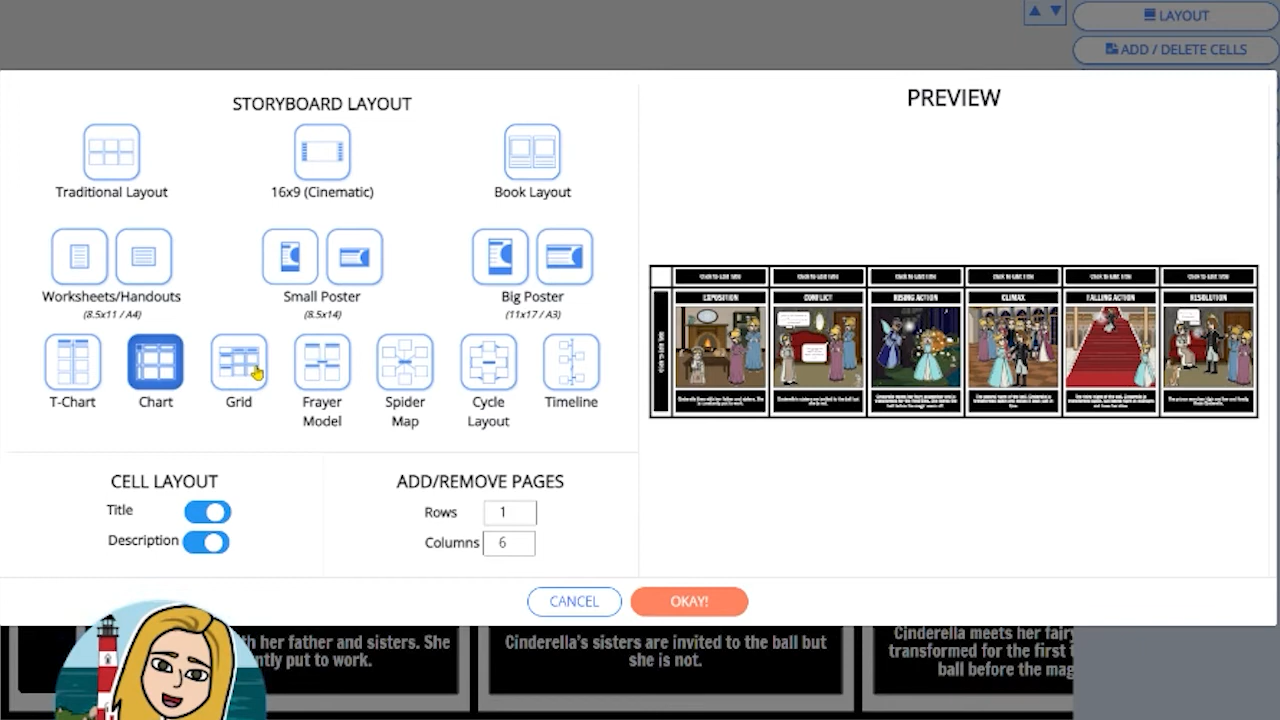 LAYOUT
ADD / DELETE CELLS
STORYBOARD LAYOUT
Traditional Layout
16x9 (Cinematic)
Book Layout
Worksheets/Handouts
(8.5x11 / A4)
Small Poster
(8.5x14)
Big Poster
(11x17 / A3)
T-Chart
Chart
Grid
Frayer
Model
Spider
Map
Cycle
Layout
Timeline
CELL LAYOUT
Title
Description
ADD/REMOVE PAGES
Rows
1
Columns
6
PREVIEW
EXPOSITION
CONFLICT
RISING ACTION
CLIMAX
FALLING ACTION
RESOLUTION
CANCEL
OKAY!
th her father and sisters. She
ntly put to work.
Cinderella's sisters are invited to the ball but
she is not.
Cinderella meets her fairy
transformed for the first t
ball before the mag